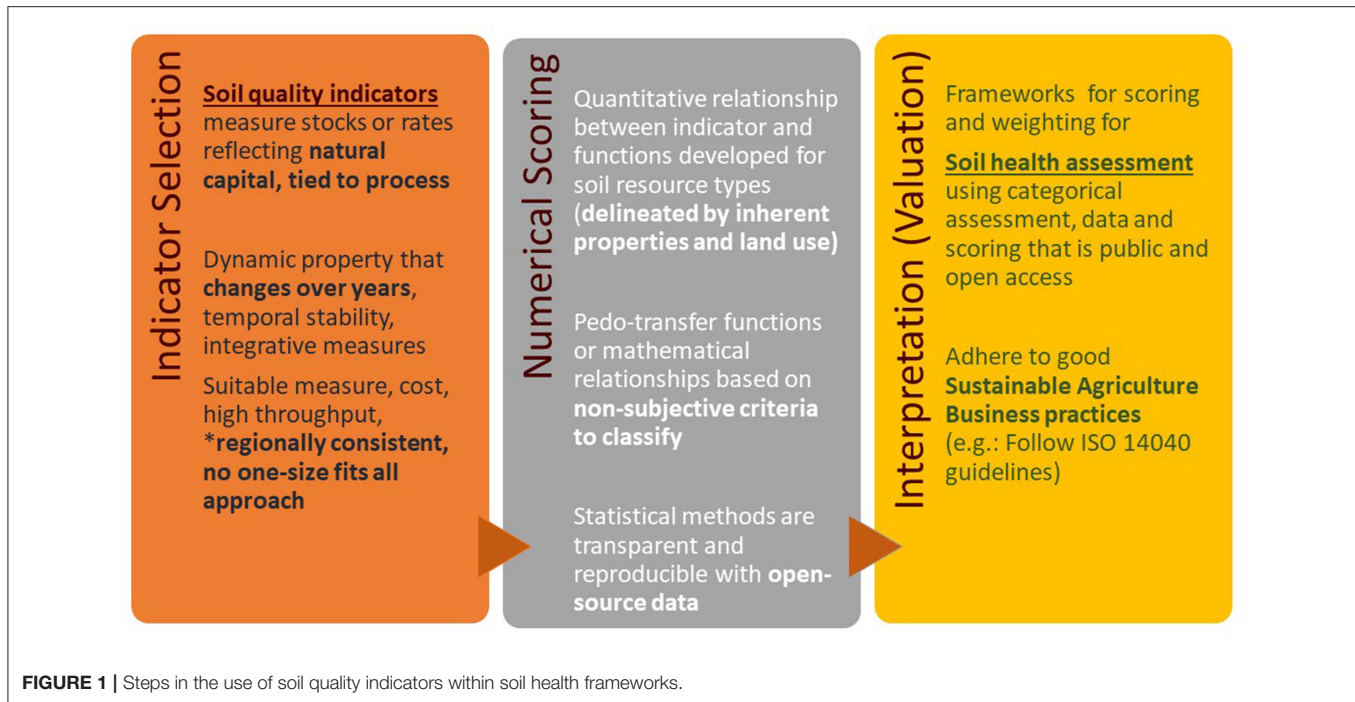 Indicator Selection
Soil quality indicators
measure stocks or rates
reflecting natural
capital, tied to process
Dynamic property that
changes over years,
temporal stability,
integrative measures
Suitable measure, cost,
high throughput,
*regionally consistent,
no one-size fits all
approach
Numerical Scoring
Quantitative relationship
between indicator and
functions developed for
soil resource types
(delineated by inherent
properties and land use)
Pedo-transfer functions
or mathematical
relationships based on
non-subjective criteria
to classify
Statistical methods are
transparent and
reproducible with open-
source data
Interpretation (Valuation)
Frameworks for scoring
and weighting for
Soil health assessment
using categorical
assessment, data and
scoring that is public and
open access
Adhere to good
Sustainable Agriculture
Business practices
(e.g.: Follow ISO 14040
guidelines)
FIGURE 1 | Steps in the use of soil quality indicators within soil health frameworks.